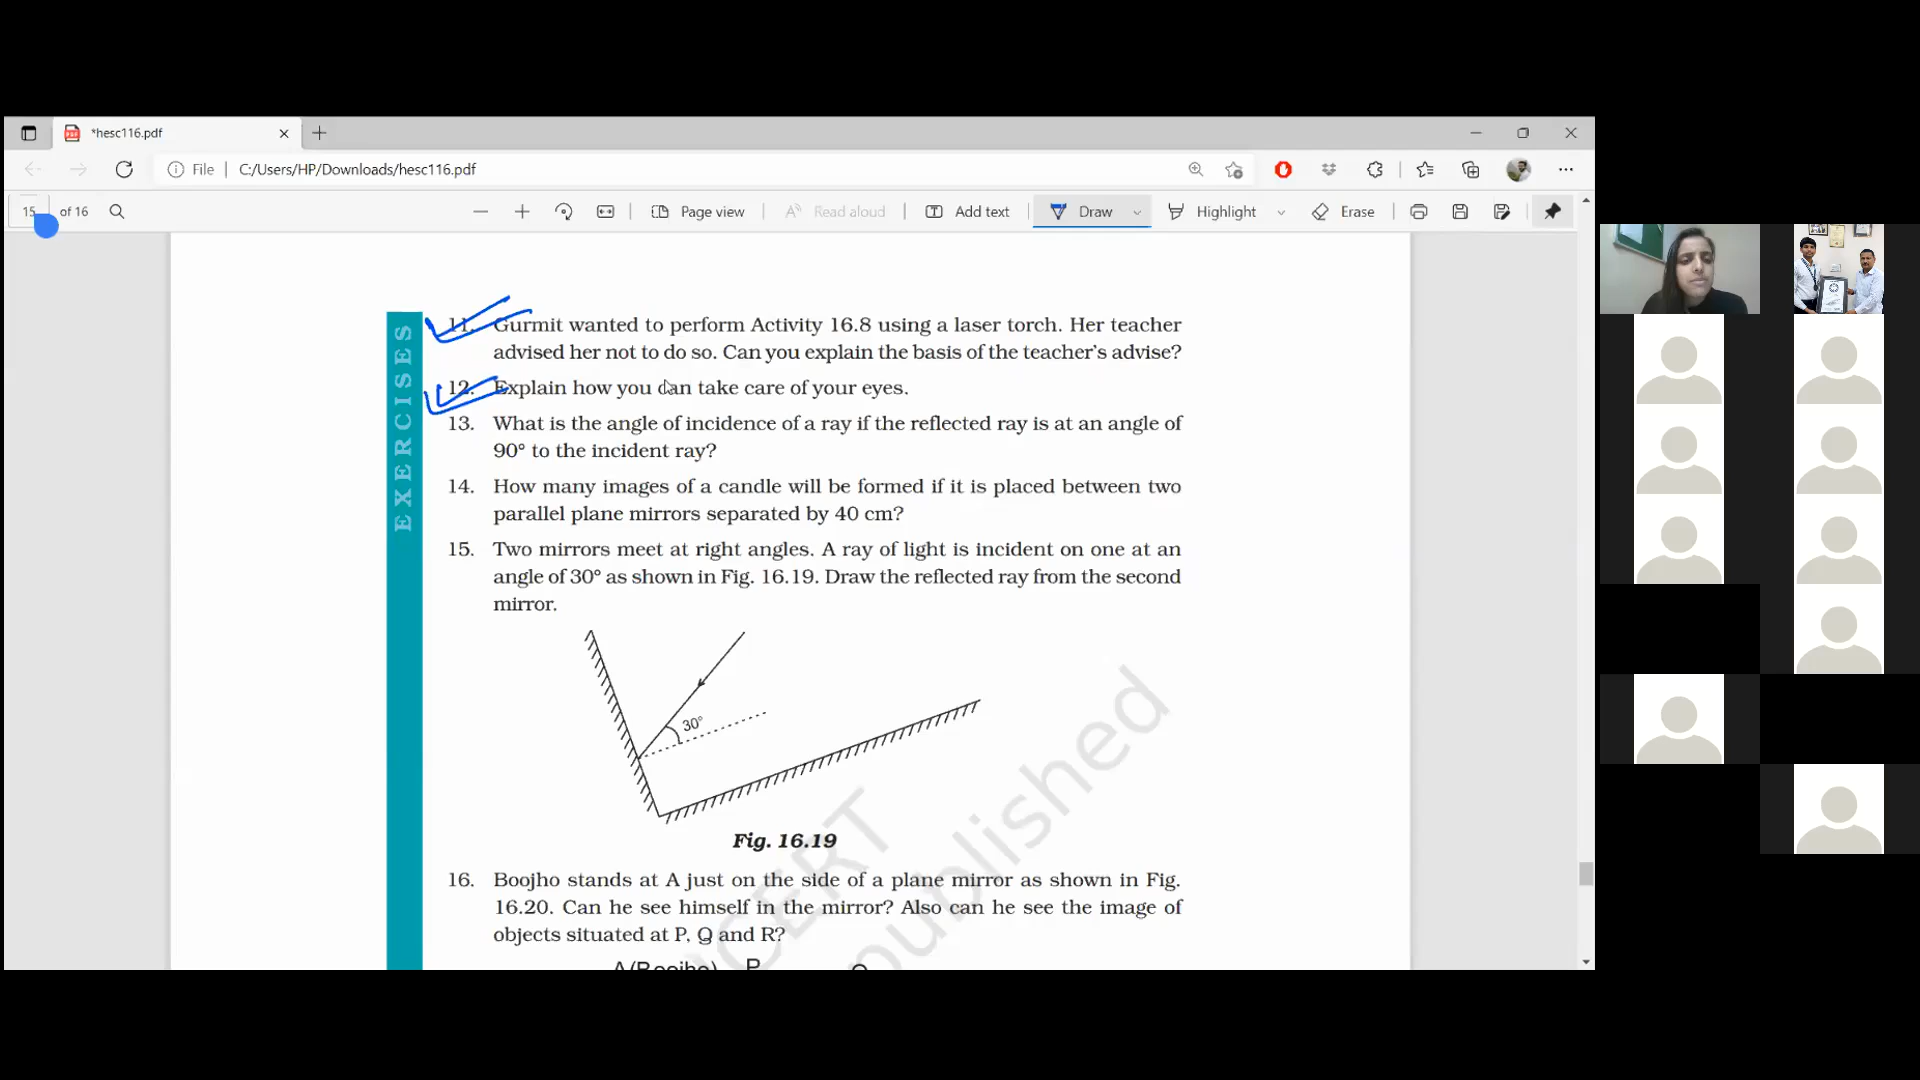 *hesc116.pdf
File
C:/Users/HP/Downloads/hesc116.pdf
15 of 16
Page view
Read aloud
Add text
Draw
Highlight
Erase
EXERCISES
11. Gurmit wanted to perform Activity 16.8 using a laser torch. Her teacher
advised her not to do so. Can you explain the basis of the teacher's advise?
12. Explain how you can take care of your eyes.
13. What is the angle of incidence of a ray if the reflected ray is at an angle of
90° to the incident ray?
14. How many images of a candle will be formed if it is placed between two
parallel plane mirrors separated by 40 cm?
15. Two mirrors meet at right angles. A ray of light is incident on one at an
angle of 30° as shown in Fig. 16.19. Draw the reflected ray from the second
mirror.
30°
Fig. 16.19
16. Boojho stands at A just on the side of a plane mirror as shown in Fig.
16.20. Can he see himself in the mirror? Also can he see the image of
objects situated at P, Q and R?
A(Boojho) P
NCERT
published